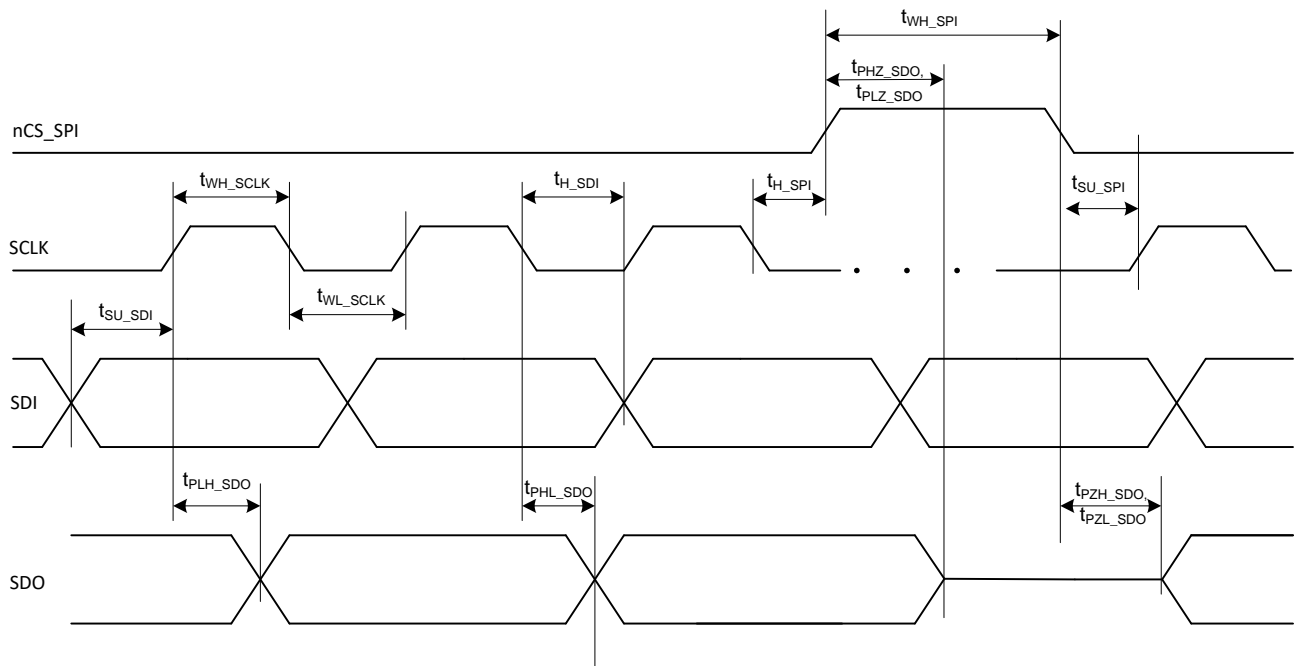 tWH_SPI
tPHZ_SDO,
tPLZ_SDO
nCS_SPI
tWH_SCLK
tH_SDI
tH_SPI
tSU_SPI
SCLK
tWL_SCLK
tSU_SDI
SDI
tPLH_SDO
tPHL_SDO
tPZH_SDO,
tPZL_SDO
SDO